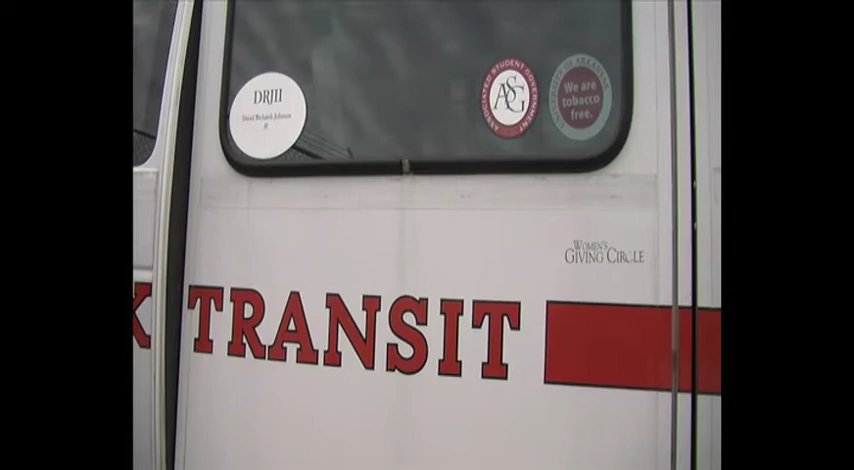 DRJII
David Richards Johnson
II
ASSOCIATED STUDENT GOVERNMENT
ASG
UNIVERSITY OF ARKANSAS
We are
tobacco
free.
WOMEN'S
GIVING CIRCLE
K TRANSIT